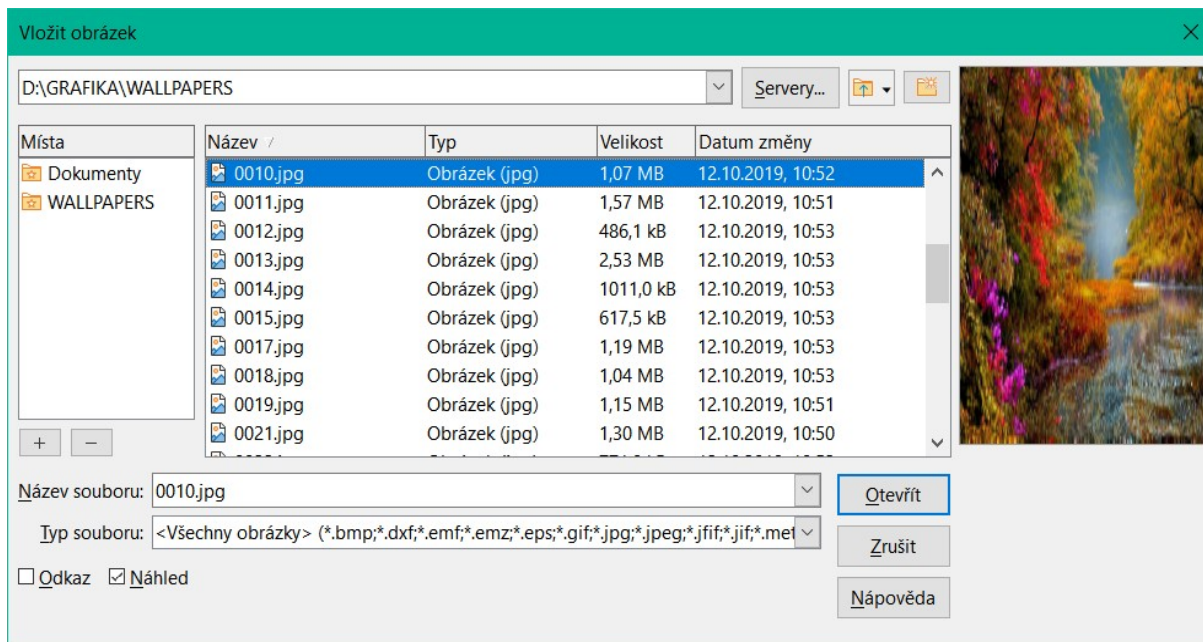 Vložit obrázek
D:\GRAFIKA\WALLPAPERS
Servery...
Místa
Dokumenty
WALLPAPERS
Název Typ Velikost Datum změny
0010.jpg Obrázek (jpg) 1,07 MB 12.10.2019, 10:52
0011.jpg Obrázek (jpg) 1,57 MB 12.10.2019, 10:51
0012.jpg Obrázek (jpg) 486,1 kB 12.10.2019, 10:53
0013.jpg Obrázek (jpg) 2,53 MB 12.10.2019, 10:53
0014.jpg Obrázek (jpg) 1011,0 kB 12.10.2019, 10:53
0015.jpg Obrázek (jpg) 617,5 kB 12.10.2019, 10:53
0017.jpg Obrázek (jpg) 1,19 MB 12.10.2019, 10:53
0018.jpg Obrázek (jpg) 1,04 MB 12.10.2019, 10:53
0019.jpg Obrázek (jpg) 1,15 MB 12.10.2019, 10:51
0021.jpg Obrázek (jpg) 1,30 MB 12.10.2019, 10:50
Název souboru: 0010.jpg
Otevřít
Typ souboru: <Všechny obrázky> (*.bmp;*.dxf;*.emf;*.emz;*.eps;*.gif;*.jpg;*.jpeg;*.jfif;*.jif;*.met
Zrušit
Odkaz Náhled
Nápověda